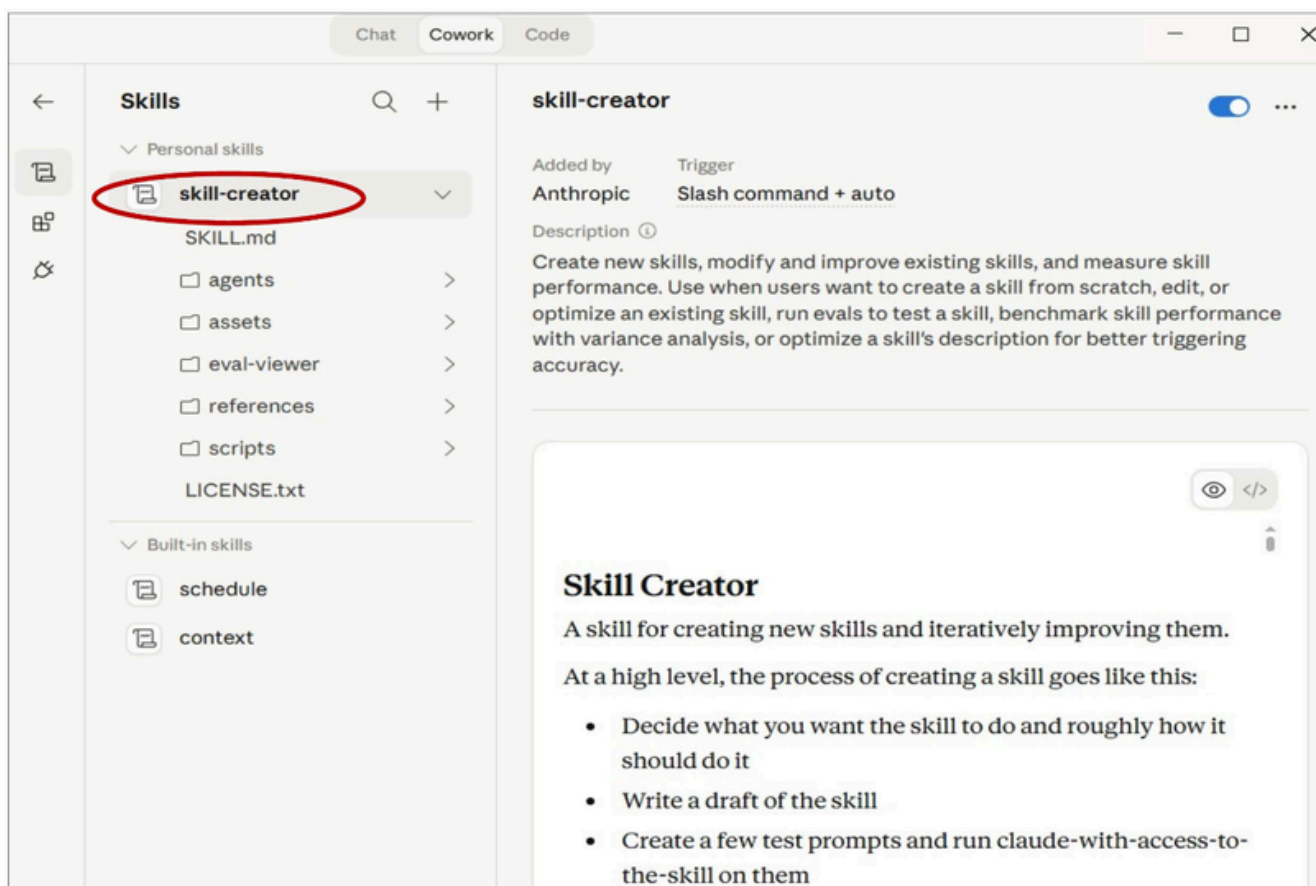 Chat Cowork Code
Skills
Personal skills
skill-creator
SKILL.md
agents
assets
eval-viewer
references
scripts
LICENSE.txt
Built-in skills
schedule
context
skill-creator
Added by Trigger
Anthropic Slash command + auto
Description
Create new skills, modify and improve existing skills, and measure skill
performance. Use when users want to create a skill from scratch, edit, or
optimize an existing skill, run evals to test a skill, benchmark skill performance
with variance analysis, or optimize a skill's description for better triggering
accuracy.
Skill Creator
A skill for creating new skills and iteratively improving them.
At a high level, the process of creating a skill goes like this:
• Decide what you want the skill to do and roughly how it
should do it
• Write a draft of the skill
• Create a few test prompts and run claude-with-access-to-
the-skill on them